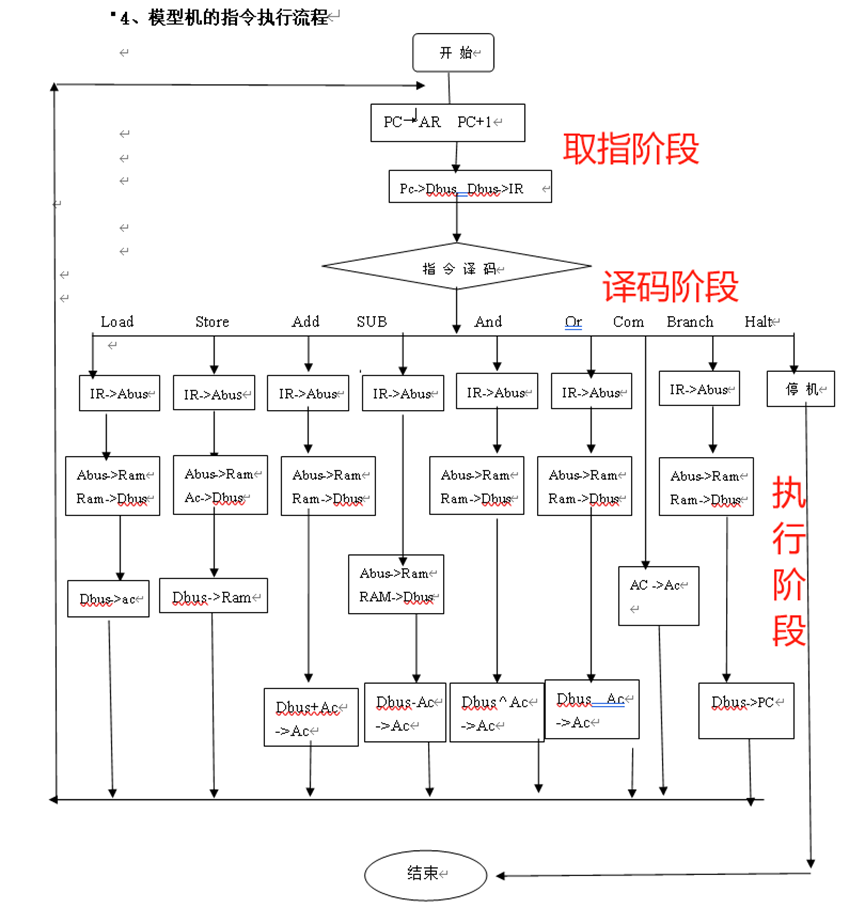 4、模型机的指令执行流程
开 始
PC→AR PC+1
取指阶段
Pc->Dbus Dbus->IR
指 令 译 码
译码阶段
Load Store Add SUB And Or Com Branch Halt
IR->Abus IR->Abus IR->Abus IR->Abus IR->Abus IR->Abus IR->Abus 停 机
Abus->Ram Abus->Ram Abus->Ram Abus->Ram Abus->Ram Abus->Ram
Ram->Dbus Ac->Dbus Ram->Dbus Ram->Dbus Ram->Dbus Ram->Dbus
执行阶段
Abus->Ram
RAM->Dbus
Dbus->ac Dbus->Ram AC ->Ac
Dbus+Ac Dbus-Ac Dbus^Ac Dbus Ac Dbus->PC
->Ac ->Ac ->Ac ->Ac
结束